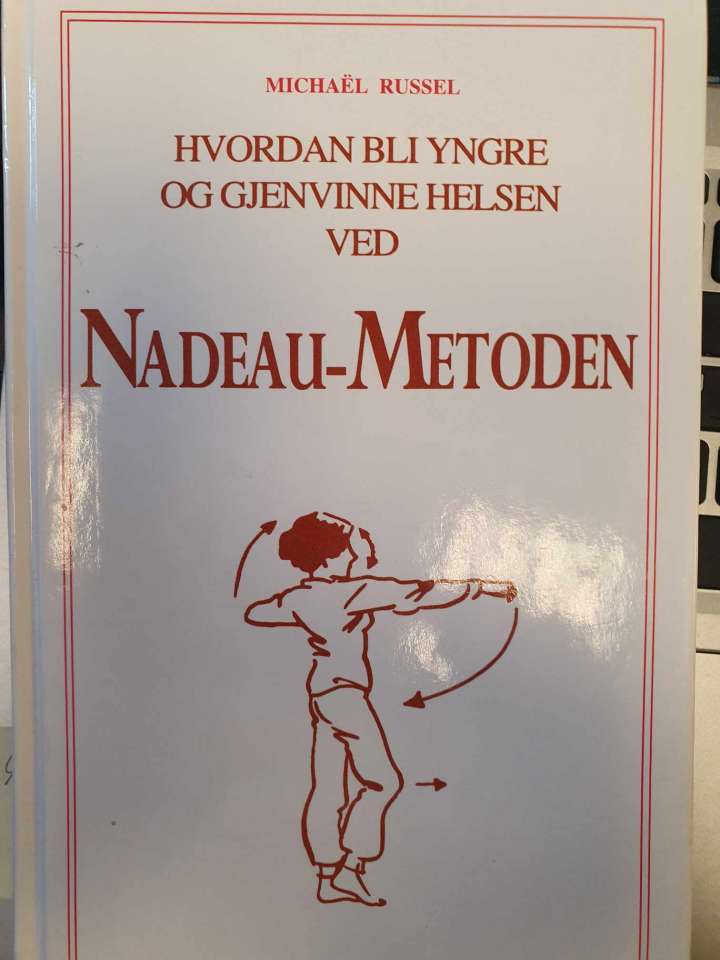 MICHAËL RUSSEL
HVORDAN BLI YNGRE
OG GJENVINNE HELSEN
VED
NADEAU-METODEN